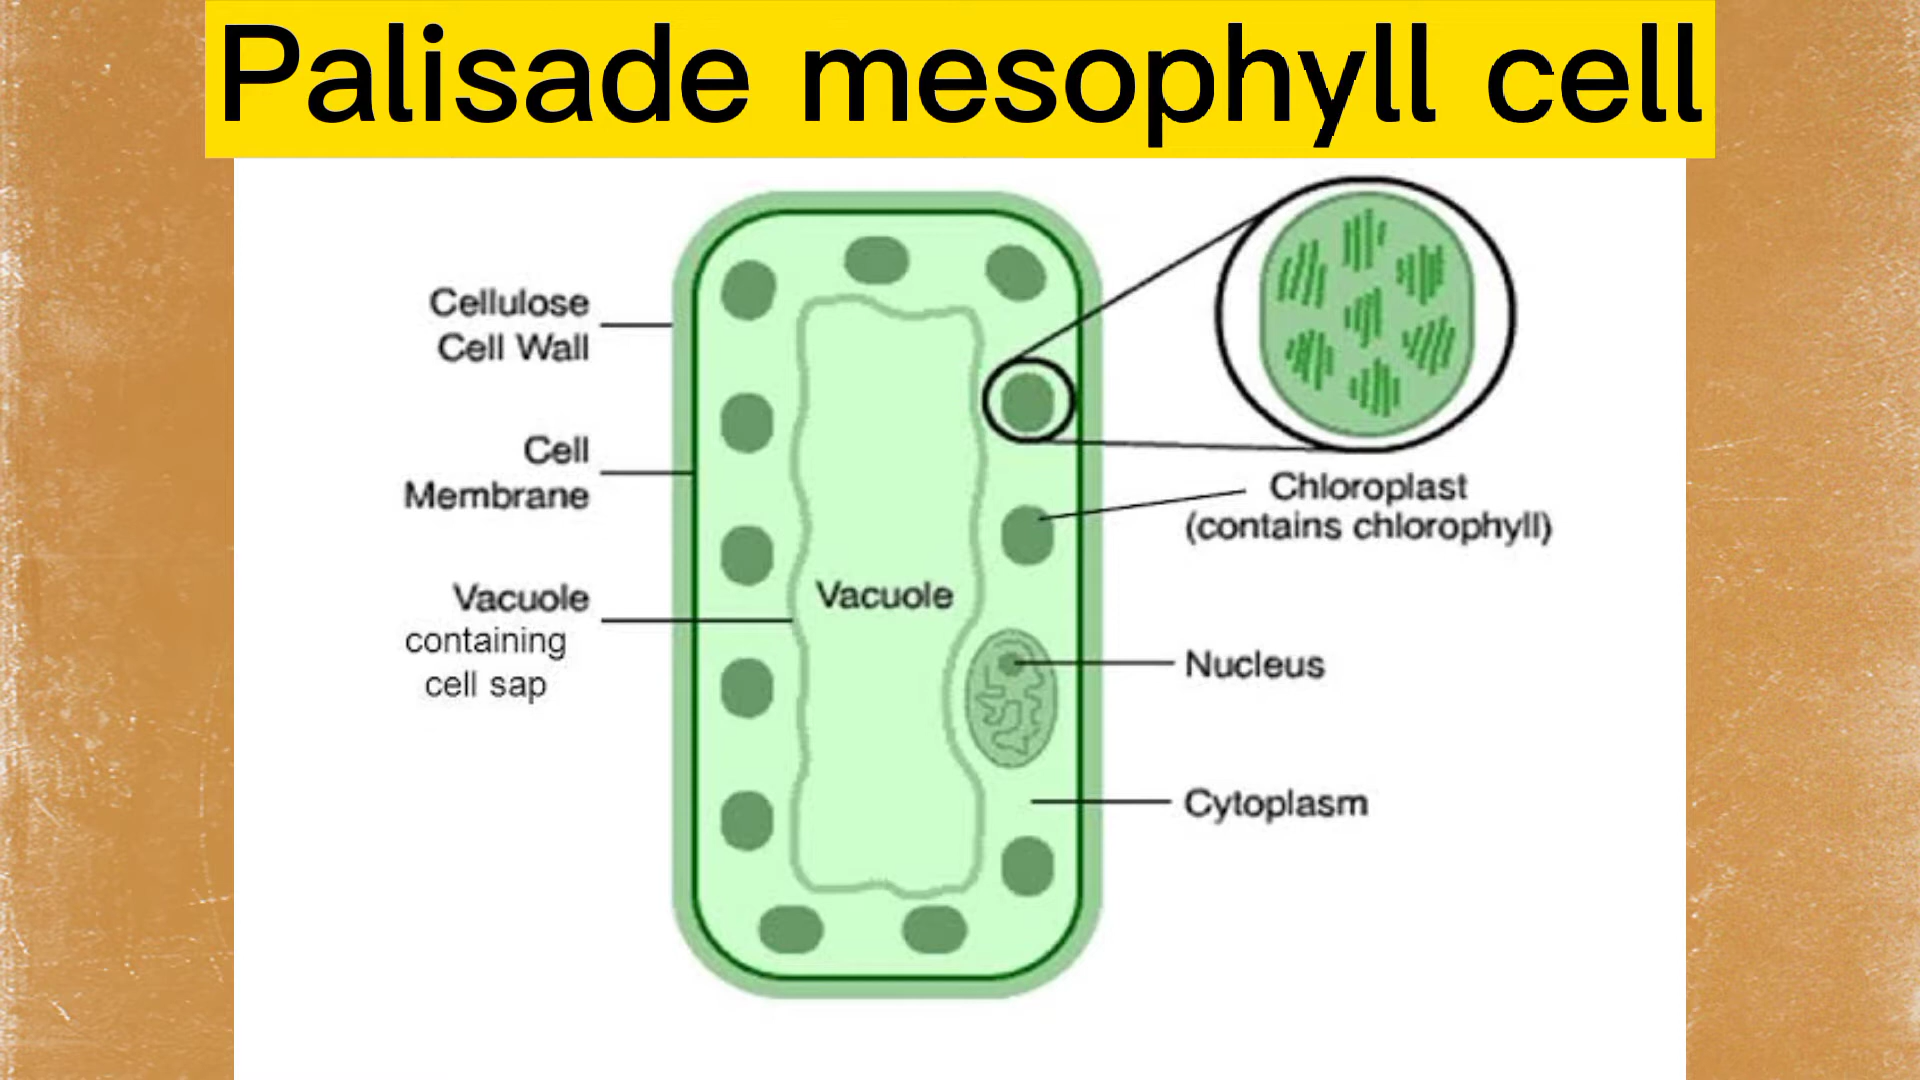 Palisade mesophyll cell
Cellulose
Cell Wall
Cell
Membrane
Vacuole
containing
cell sap
Vacuole
Chloroplast
(contains chlorophyll)
Nucleus
Cytoplasm